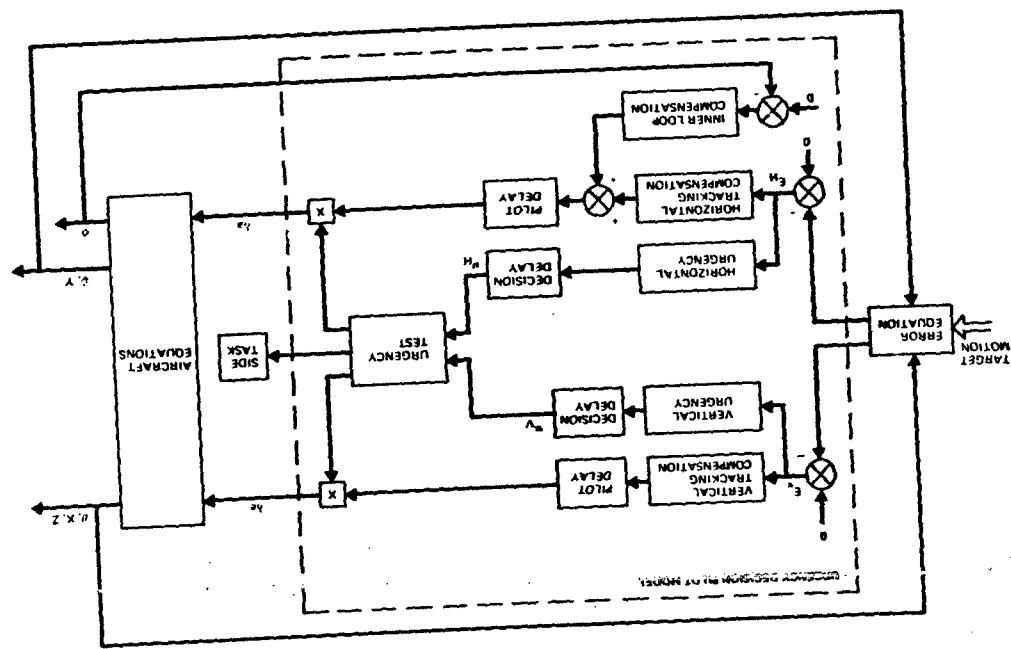 URGENCY DECISION PILOT MODEL
0
Ev
VERTICAL
TRACKING
COMPENSATION
PILOT
DELAY
X
VERTICAL
URGENCY
DECISION
DELAY
TARGET
MOTION
ERROR
EQUATION
URGENCY
TEST
SIDE
TASK
AIRCRAFT
EQUATIONS
HORIZONTAL
URGENCY
DECISION
DELAY
EH
HORIZONTAL
TRACKING
COMPENSATION
PILOT
DELAY
X
0
INNER LOOP
COMPENSATION
0